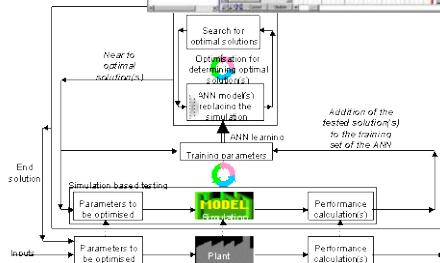 Search for
optimal solutions
Near to
optimal
solution(s)
Optimisation for
determining optimal
solution(s)
ANN model(s)
replacing the
simulation
Addition of the
tested solution(s)
to the training
set of the ANN
ANN learning
Training parameters
End
solution
Simulation based testing
Parameters to
be optimised
MODEL
Simulation
Performance
calculation(s)
Inputs
Parameters to
be optimised
Plant
Performance
calculation(s)